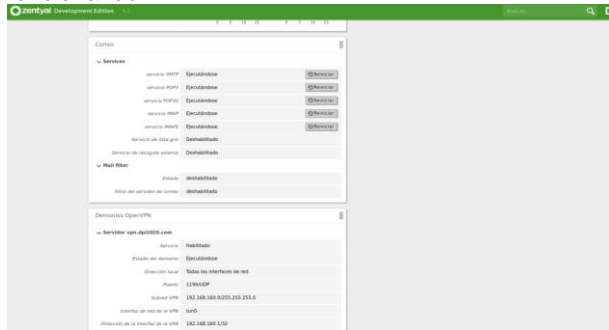 zentyal Development Edition
Buscar...
Correo
Services
servicio SMTP Ejecutándose Reiniciar
servicio POP3 Ejecutándose Reiniciar
servicio POP3S Ejecutándose Reiniciar
servicio IMAP Ejecutándose Reiniciar
servicio IMAPS Ejecutándose Reiniciar
Servicio de lista gris Deshabilitado
Servicio de recogida externa Deshabilitado
Mail filter
Estado deshabilitado
Filtro del servidor de correo deshabilitado
Demonios OpenVPN
Servidor vpn.dpl2020.com
Servicio Habilitado
Estado del demonio Ejecutándose
Dirección local Todas las interfaces de red
Puerto 1194/UDP
Subred VPN 192.168.160.0/255.255.255.0
Interfaz de red de la VPN tun0
Dirección de la interfaz de la VPN 192.168.160.1/32